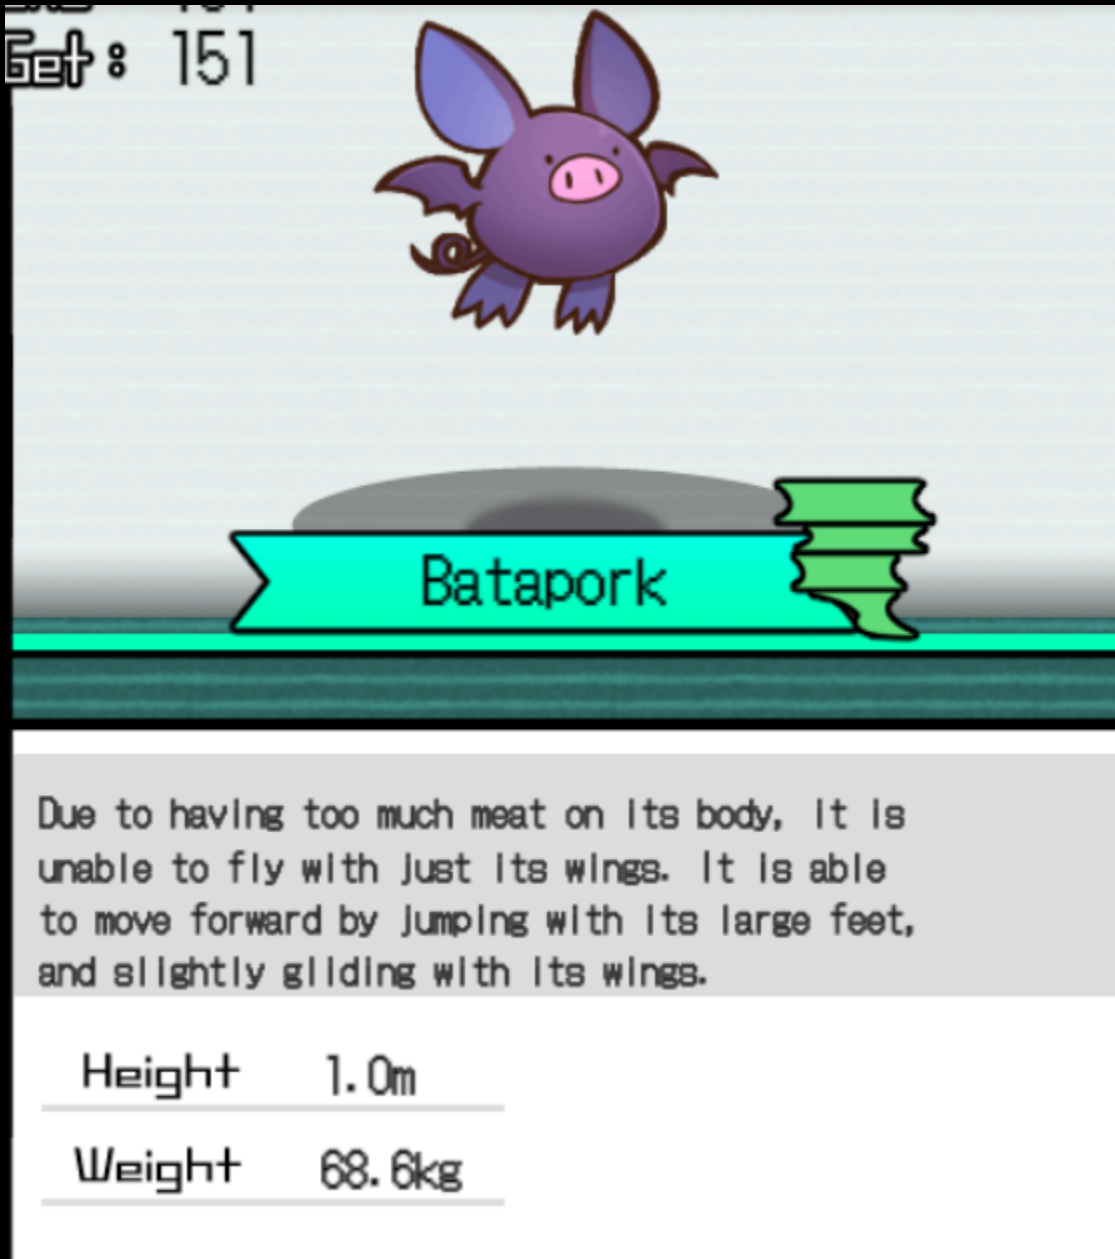 Get: 151
Batapork
Due to having too much meat on its body, it is
unable to fly with just its wings. It is able
to move forward by jumping with its large feet,
and slightly gliding with its wings.
Height 1.0m
Weight 68.6kg